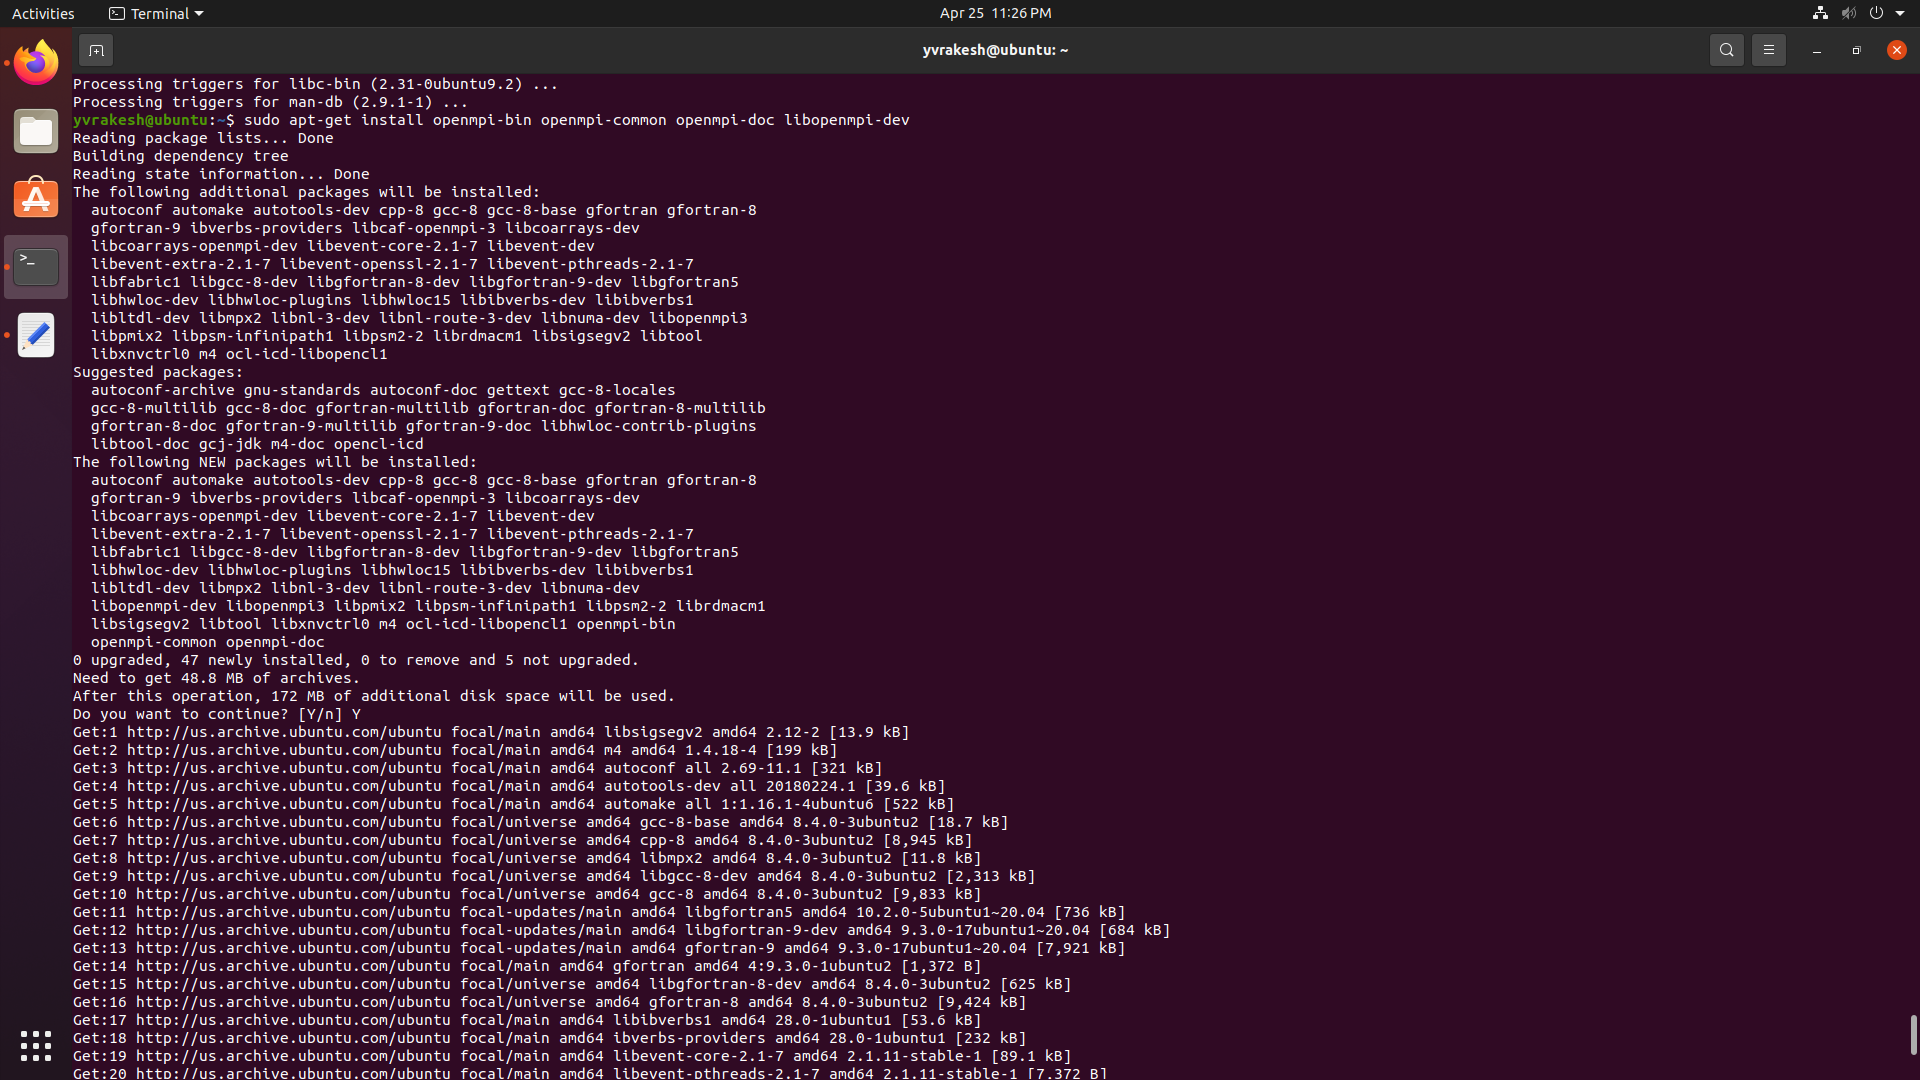 Activities
Terminal
Apr 25 11:26 PM
yvrakesh@ubuntu: ~
Processing triggers for libc-bin (2.31-0ubuntu9.2) ...
Processing triggers for man-db (2.9.1-1) ...
yvrakesh@ubuntu:~$ sudo apt-get install openmpi-bin openmpi-common openmpi-doc libopenmpi-dev
Reading package lists... Done
Building dependency tree
Reading state information... Done
The following additional packages will be installed:
autoconf automake autotools-dev cpp-8 gcc-8 gcc-8-base gfortran gfortran-8
gfortran-9 ibverbs-providers libcaf-openmpi-3 libcoarrays-dev
libcoarrays-openmpi-dev libevent-core-2.1-7 libevent-dev
libevent-extra-2.1-7 libevent-openssl-2.1-7 libevent-pthreads-2.1-7
libfabric1 libgcc-8-dev libgfortran-8-dev libgfortran-9-dev libgfortran5
libhwloc-dev libhwloc-plugins libhwloc15 libibverbs-dev libibverbs1
libltdl-dev libmpx2 libnl-3-dev libnl-route-3-dev libnuma-dev libopenmpi3
libpmix2 libpsm-infinipath1 libpsm2-2 librdmacm1 libsigsegv2 libtool
libxnvctrl0 m4 ocl-icd-libopencl1
Suggested packages:
autoconf-archive gnu-standards autoconf-doc gettext gcc-8-locales
gcc-8-multilib gcc-8-doc gfortran-multilib gfortran-doc gfortran-8-multilib
gfortran-8-doc gfortran-9-multilib gfortran-9-doc libhwloc-contrib-plugins
libtool-doc gcj-jdk m4-doc opencl-icd
The following NEW packages will be installed:
autoconf automake autotools-dev cpp-8 gcc-8 gcc-8-base gfortran gfortran-8
gfortran-9 ibverbs-providers libcaf-openmpi-3 libcoarrays-dev
libcoarrays-openmpi-dev libevent-core-2.1-7 libevent-dev
libevent-extra-2.1-7 libevent-openssl-2.1-7 libevent-pthreads-2.1-7
libfabric1 libgcc-8-dev libgfortran-8-dev libgfortran-9-dev libgfortran5
libhwloc-dev libhwloc-plugins libhwloc15 libibverbs-dev libibverbs1
libltdl-dev libmpx2 libnl-3-dev libnl-route-3-dev libnuma-dev
libopenmpi-dev libopenmpi3 libpmix2 libpsm-infinipath1 libpsm2-2 librdmacm1
libsigsegv2 libtool libxnvctrl0 m4 ocl-icd-libopencl1 openmpi-bin
openmpi-common openmpi-doc
0 upgraded, 47 newly installed, 0 to remove and 5 not upgraded.
Need to get 48.8 MB of archives.
After this operation, 172 MB of additional disk space will be used.
Do you want to continue? [Y/n] Y
Get:1 http://us.archive.ubuntu.com/ubuntu focal/main amd64 libsigsegv2 amd64 2.12-2 [13.9 kB]
Get:2 http://us.archive.ubuntu.com/ubuntu focal/main amd64 m4 amd64 1.4.18-4 [199 kB]
Get:3 http://us.archive.ubuntu.com/ubuntu focal/main amd64 autoconf all 2.69-11.1 [321 kB]
Get:4 http://us.archive.ubuntu.com/ubuntu focal/main amd64 autotools-dev all 20180224.1 [39.6 kB]
Get:5 http://us.archive.ubuntu.com/ubuntu focal/main amd64 automake all 1:1.16.1-4ubuntu6 [522 kB]
Get:6 http://us.archive.ubuntu.com/ubuntu focal/universe amd64 gcc-8-base amd64 8.4.0-3ubuntu2 [18.7 kB]
Get:7 http://us.archive.ubuntu.com/ubuntu focal/universe amd64 cpp-8 amd64 8.4.0-3ubuntu2 [8,945 kB]
Get:8 http://us.archive.ubuntu.com/ubuntu focal/universe amd64 libmpx2 amd64 8.4.0-3ubuntu2 [11.8 kB]
Get:9 http://us.archive.ubuntu.com/ubuntu focal/universe amd64 libgcc-8-dev amd64 8.4.0-3ubuntu2 [2,313 kB]
Get:10 http://us.archive.ubuntu.com/ubuntu focal/universe amd64 gcc-8 amd64 8.4.0-3ubuntu2 [9,833 kB]
Get:11 http://us.archive.ubuntu.com/ubuntu focal-updates/main amd64 libgfortran5 amd64 10.2.0-5ubuntu1~20.04 [736 kB]
Get:12 http://us.archive.ubuntu.com/ubuntu focal-updates/main amd64 libgfortran-9-dev amd64 9.3.0-17ubuntu1~20.04 [684 kB]
Get:13 http://us.archive.ubuntu.com/ubuntu focal-updates/main amd64 gfortran-9 amd64 9.3.0-17ubuntu1~20.04 [7,921 kB]
Get:14 http://us.archive.ubuntu.com/ubuntu focal/main amd64 gfortran amd64 4:9.3.0-1ubuntu2 [1,372 B]
Get:15 http://us.archive.ubuntu.com/ubuntu focal/universe amd64 libgfortran-8-dev amd64 8.4.0-3ubuntu2 [625 kB]
Get:16 http://us.archive.ubuntu.com/ubuntu focal/universe amd64 gfortran-8 amd64 8.4.0-3ubuntu2 [9,424 kB]
Get:17 http://us.archive.ubuntu.com/ubuntu focal/main amd64 libibverbs1 amd64 28.0-1ubuntu1 [53.6 kB]
Get:18 http://us.archive.ubuntu.com/ubuntu focal/main amd64 ibverbs-providers amd64 28.0-1ubuntu1 [232 kB]
Get:19 http://us.archive.ubuntu.com/ubuntu focal/main amd64 libevent-core-2.1-7 amd64 2.1.11-stable-1 [89.1 kB]
Get:20 http://us.archive.ubuntu.com/ubuntu focal/main amd64 libevent-pthreads-2.1-7 amd64 2.1.11-stable-1 [7,372 B]